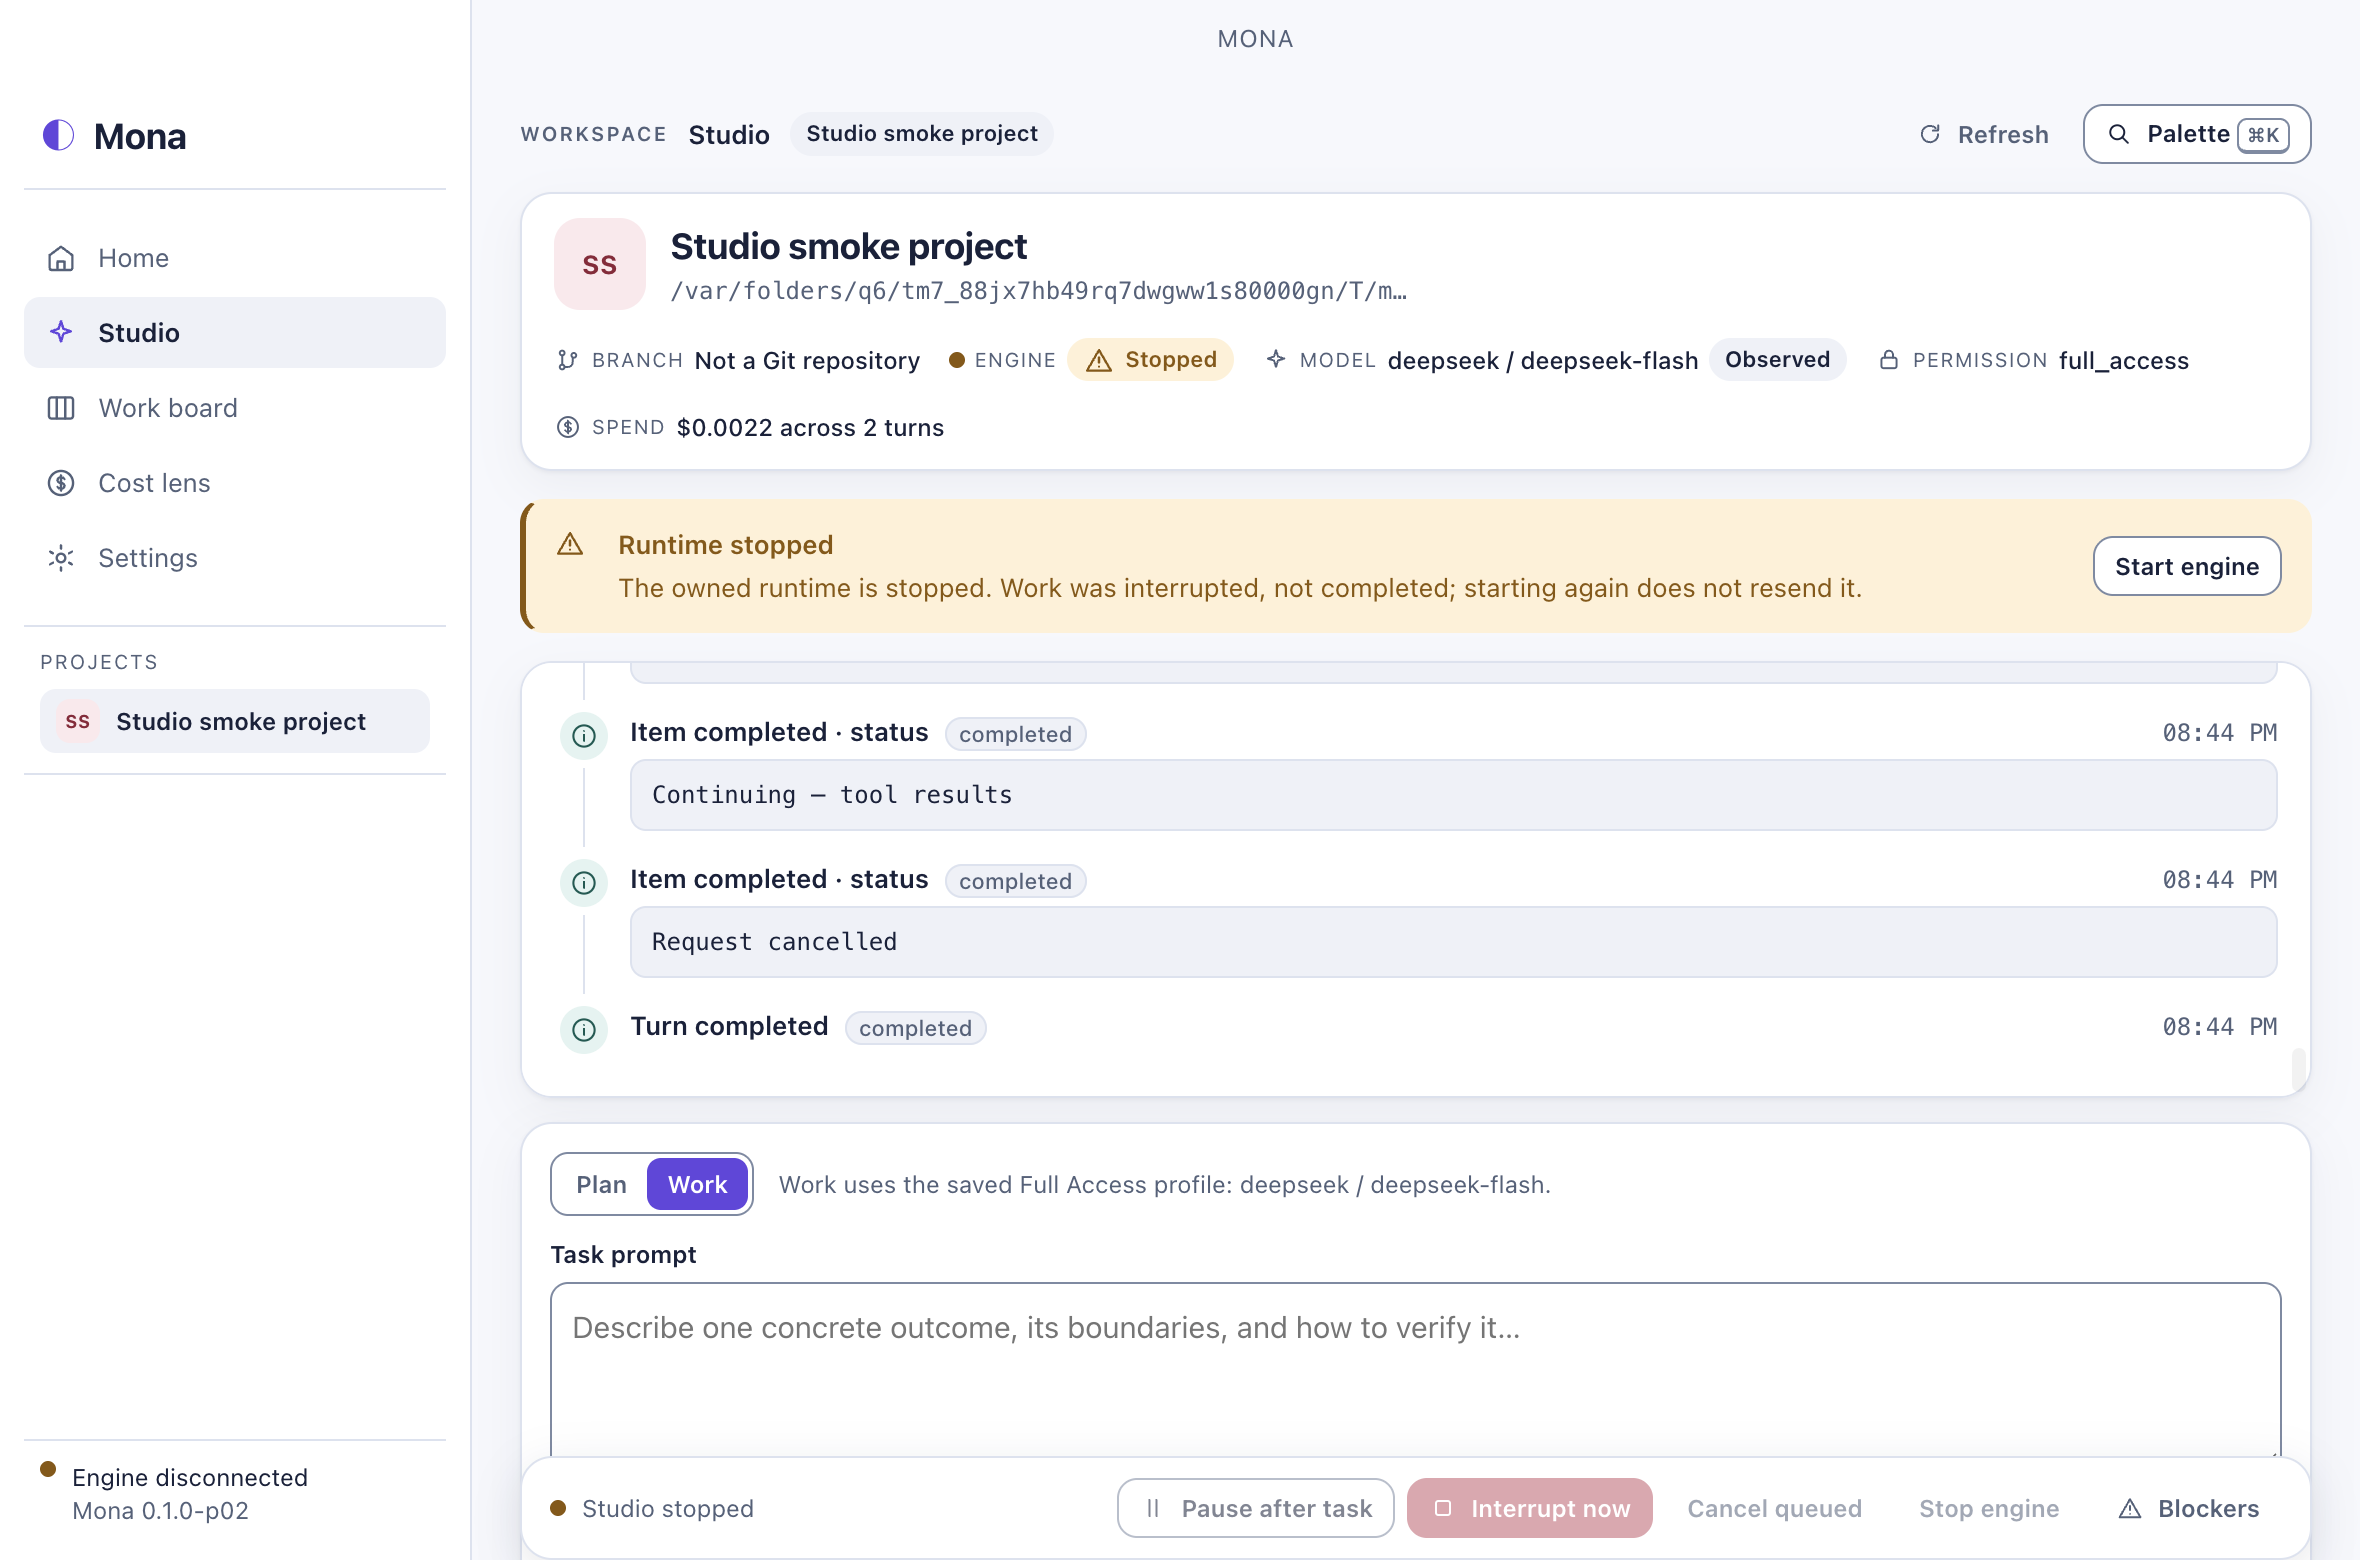 MONA
Mona
Home
Studio
Work board
Cost lens
Settings
PROJECTS
SS Studio smoke project
Engine disconnected
Mona 0.1.0-p02
WORKSPACE Studio Studio smoke project
Refresh
Palette ⌘K
SS
Studio smoke project
/var/folders/q6/tm7_88jx7hb49rq7dwgww1s80000gn/T/m…
BRANCH Not a Git repository ENGINE Stopped MODEL deepseek / deepseek-flash Observed PERMISSION full_access
SPEND $0.0022 across 2 turns
Runtime stopped
The owned runtime is stopped. Work was interrupted, not completed; starting again does not resend it.
Start engine
Item completed · status completed 08:44 PM
Continuing — tool results
Item completed · status completed 08:44 PM
Request cancelled
Turn completed completed 08:44 PM
Plan Work Work uses the saved Full Access profile: deepseek / deepseek-flash.
Task prompt
Describe one concrete outcome, its boundaries, and how to verify it...
Studio stopped Pause after task Interrupt now Cancel queued Stop engine Blockers